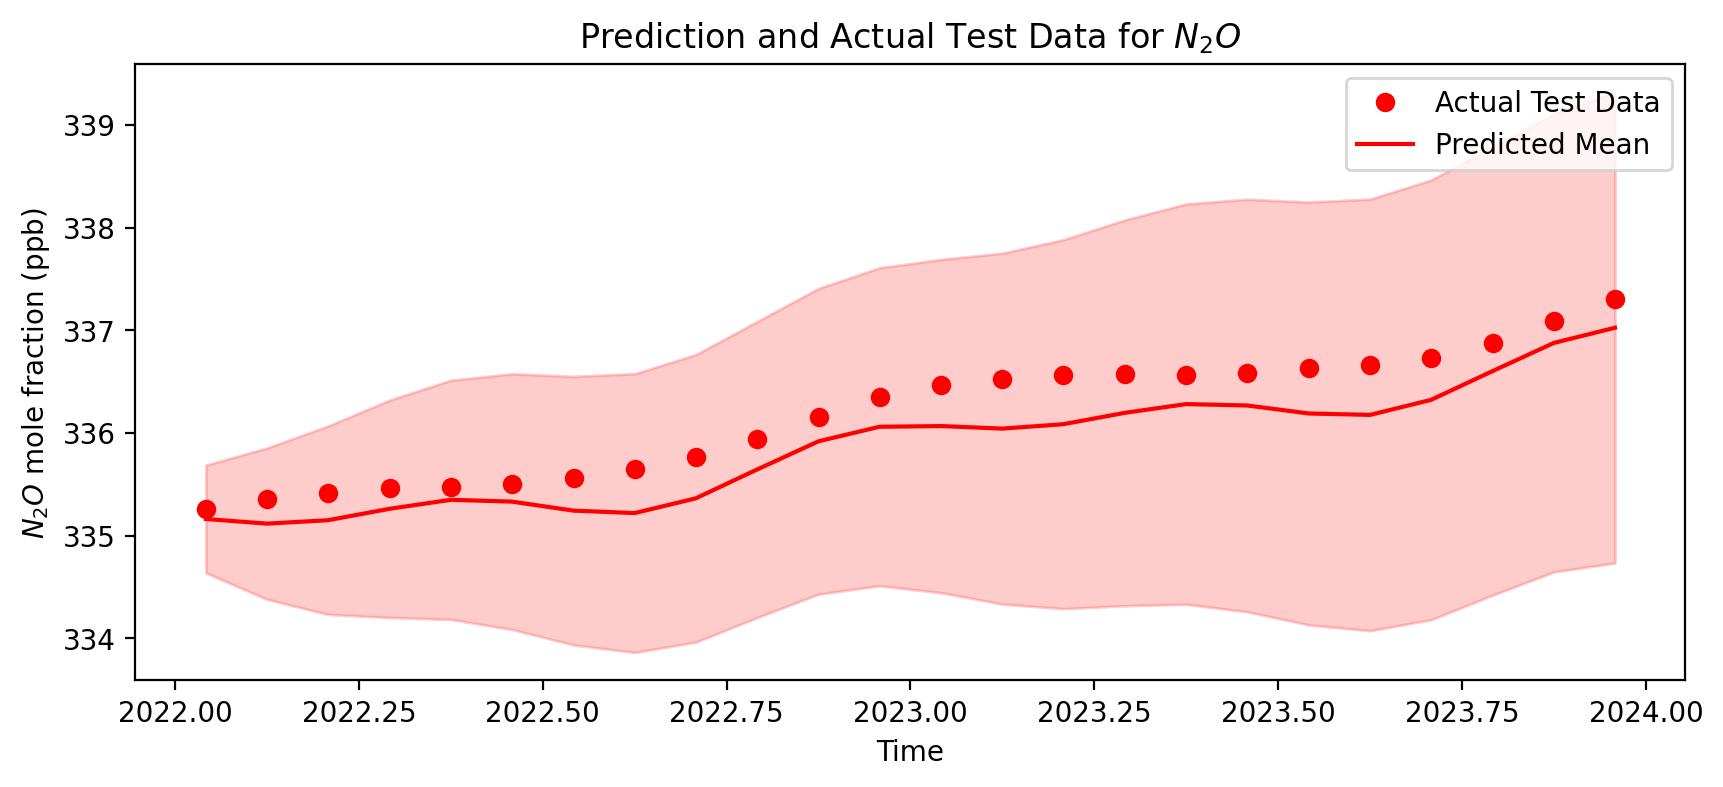 Prediction and Actual Test Data for N₂O
Actual Test Data
Predicted Mean
N₂O mole fraction (ppb)
339
338
337
336
335
334
2022.00 2022.25 2022.50 2022.75 2023.00 2023.25 2023.50 2023.75 2024.00
Time